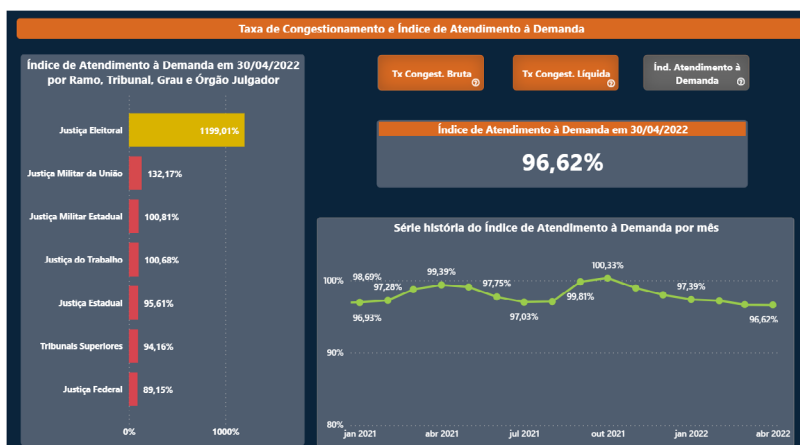 Taxa de Congestionamento e Índice de Atendimento à Demanda
Índice de Atendimento à Demanda em 30/04/2022
por Ramo, Tribunal, Grau e Órgão Julgador
Justiça Eleitoral
1199,01%
Justiça Militar da União
132,17%
Justiça Militar Estadual
100,81%
Justiça do Trabalho
100,68%
Justiça Estadual
95,61%
Tribunais Superiores
94,16%
Justiça Federal
89,15%
0%
1000%
Tx Congest. Bruta
Tx Congest. Líquida
Índ. Atendimento à
Demanda
Índice de Atendimento à Demanda em 30/04/2022
96,62%
Série história do Índice de Atendimento à Demanda por mês
100%
90%
80%
98,69%
96,93%
97,28%
99,39%
97,75%
97,03%
99,81%
100,33%
97,39%
96,62%
jan 2021
abr 2021
jul 2021
out 2021
jan 2022
abr 2022